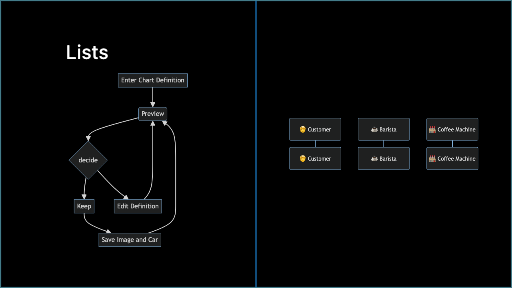 Lists
Enter Chart Definition
Preview
decide
Keep
Edit Definition
Save Image and Car
Customer
Barista
Coffee Machine
Customer
Barista
Coffee Machine